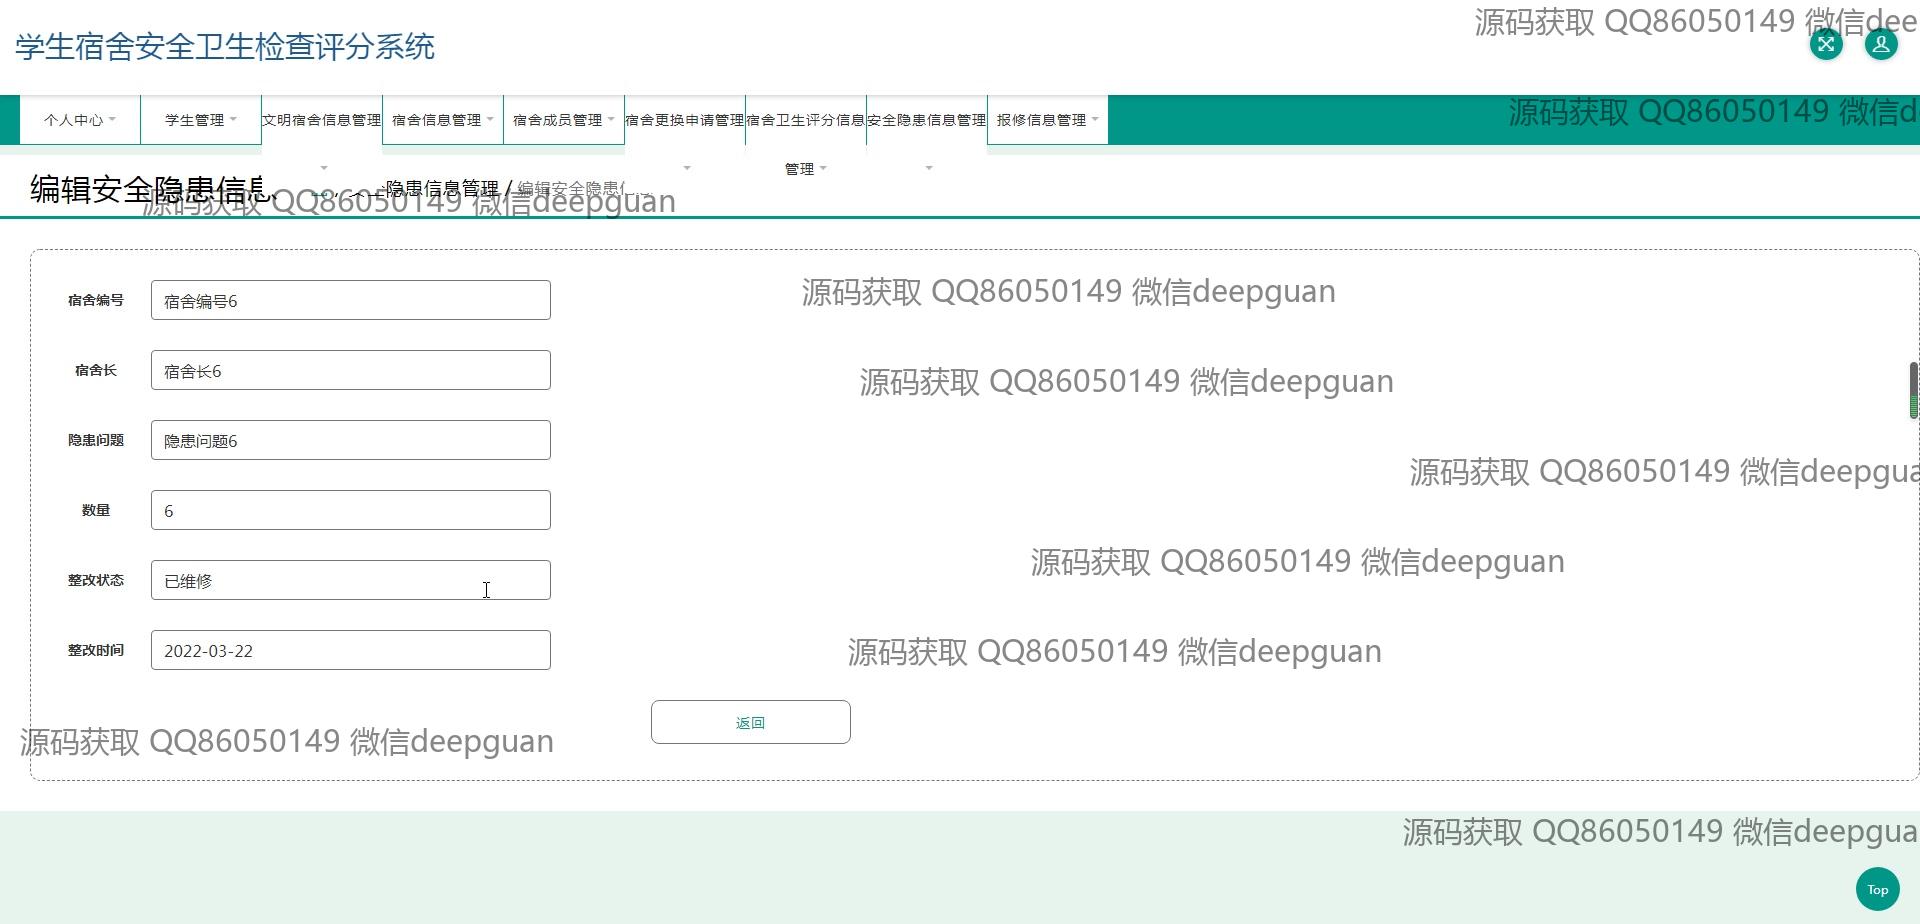 源码获取 QQ86050149 微信dee
学生宿舍安全卫生检查评分系统
源码获取 QQ86050149 微信d
个人中心 学生管理 文明宿舍信息管理 宿舍信息管理 宿舍成员管理 宿舍更换申请管理 宿舍卫生评分信息 安全隐患信息管理 报修信息管理
管理
编辑安全隐患信息 隐患信息管理 / 编辑安全隐患
源码获取 QQ86050149 微信deepguan
宿舍编号 宿舍编号6
源码获取 QQ86050149 微信deepguan
宿舍长 宿舍长6
源码获取 QQ86050149 微信deepguan
隐患问题 隐患问题6
源码获取 QQ86050149 微信deepgua
数量 6
源码获取 QQ86050149 微信deepguan
整改状态 已维修
整改时间 2022-03-22
源码获取 QQ86050149 微信deepguan
返回
源码获取 QQ86050149 微信deepguan
源码获取 QQ86050149 微信deepgua
Top